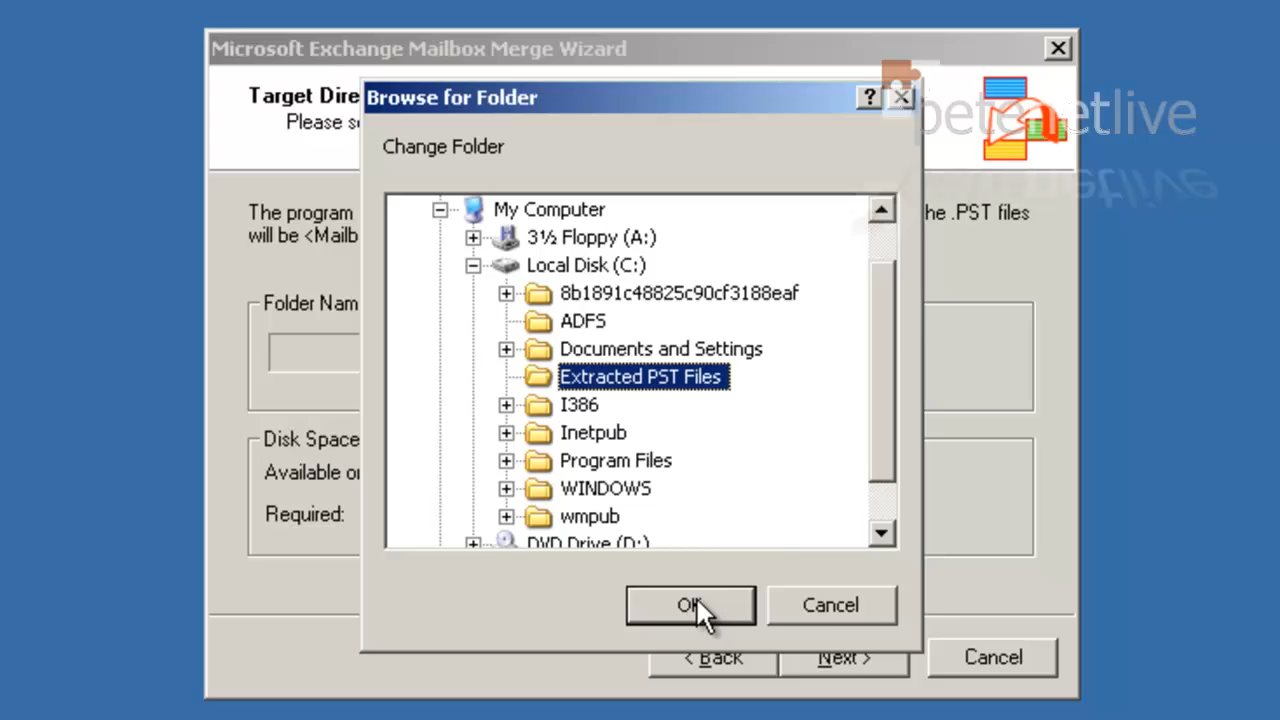 Microsoft Exchange Mailbox Merge Wizard
Target Dire
Please s
Browse for Folder
petenetlive
Change Folder
My Computer
The program
he .PST files
will be <Mailb
3½ Floppy (A:)
Local Disk (C:)
8b1891c48825c90cf3188eaf
Folder Nam
ADFS
Documents and Settings
Extracted PST Files
I386
Inetpub
Disk Space
Program Files
Available o
WINDOWS
Required:
wmpub
DVD Drive (D:)
OK
Cancel
< Back
Next >
Cancel